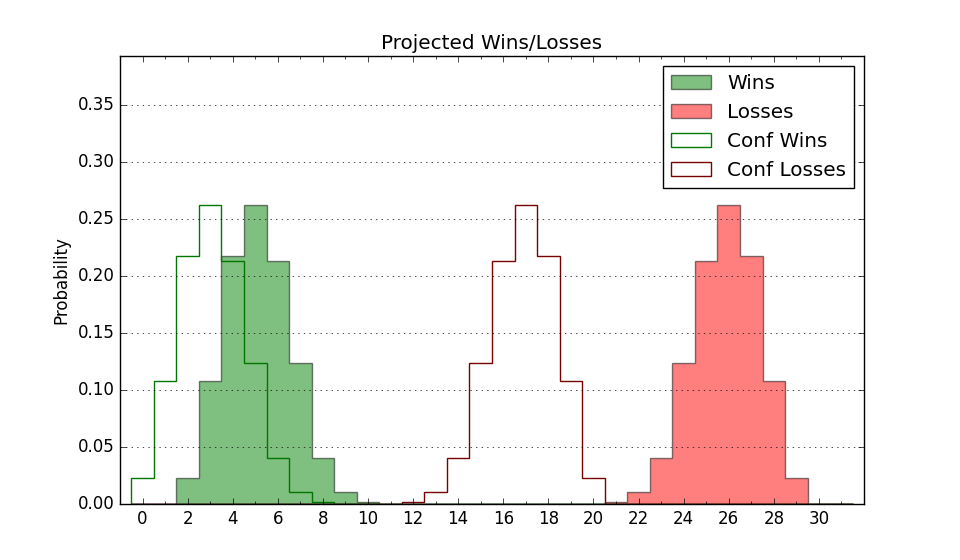 Projected Wins/Losses
Wins
Losses
Conf Wins
Conf Losses
Probability
0.35
0.30
0.25
0.20
0.15
0.10
0.05
0.00
0 2 4 6 8 10 12 14 16 18 20 22 24 26 28 30